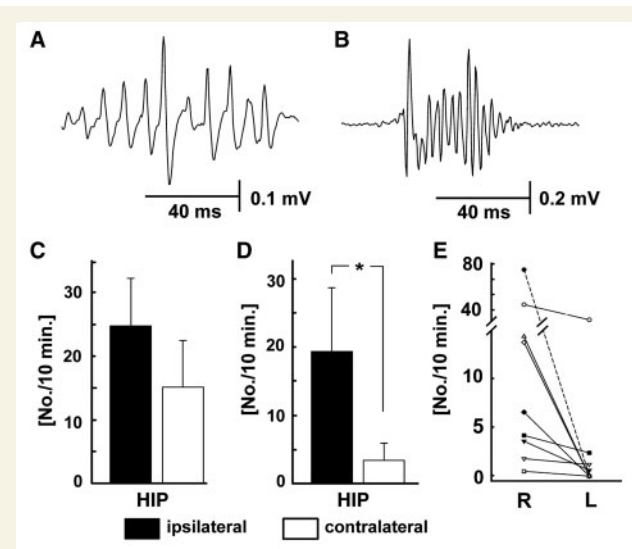 A
B
0.1 mV
40 ms
0.2 mV
40 ms
C
[No./10 min.]
30
20
10
0
HIP
D
[No./10 min.]
30
20
10
0
*
HIP
E
[No./10 min.]
80
40
10
5
0
R L
ipsilateral contralateral